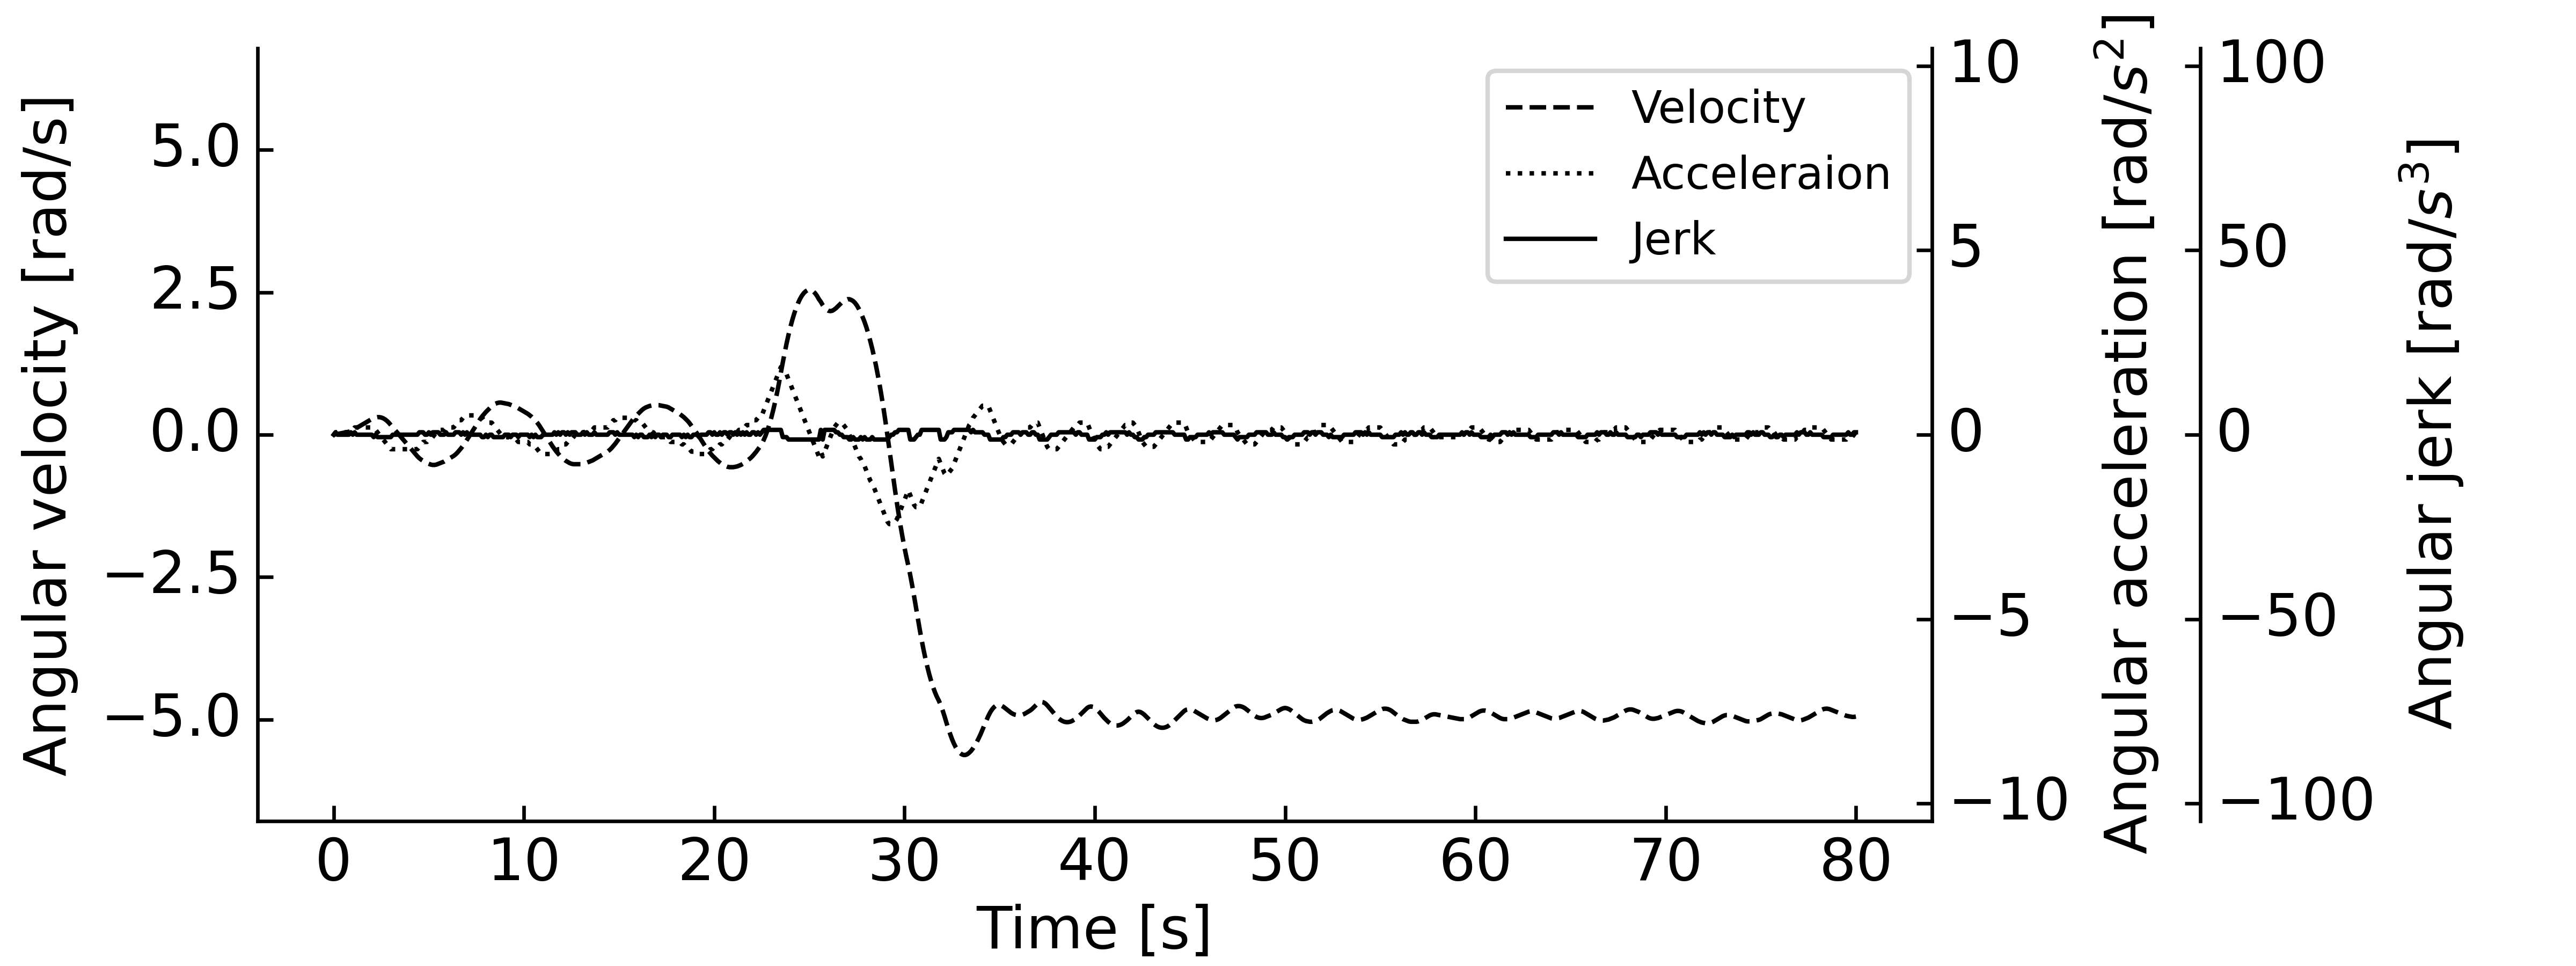 Angular velocity [rad/s]
5.0
2.5
0.0
−2.5
−5.0
0 10 20 30 40 50 60 70 80
Time [s]
Velocity
Acceleraion
Jerk
10
5
0
−5
−10
Angular acceleration [rad/s²]
100
50
0
−50
−100
Angular jerk [rad/s³]